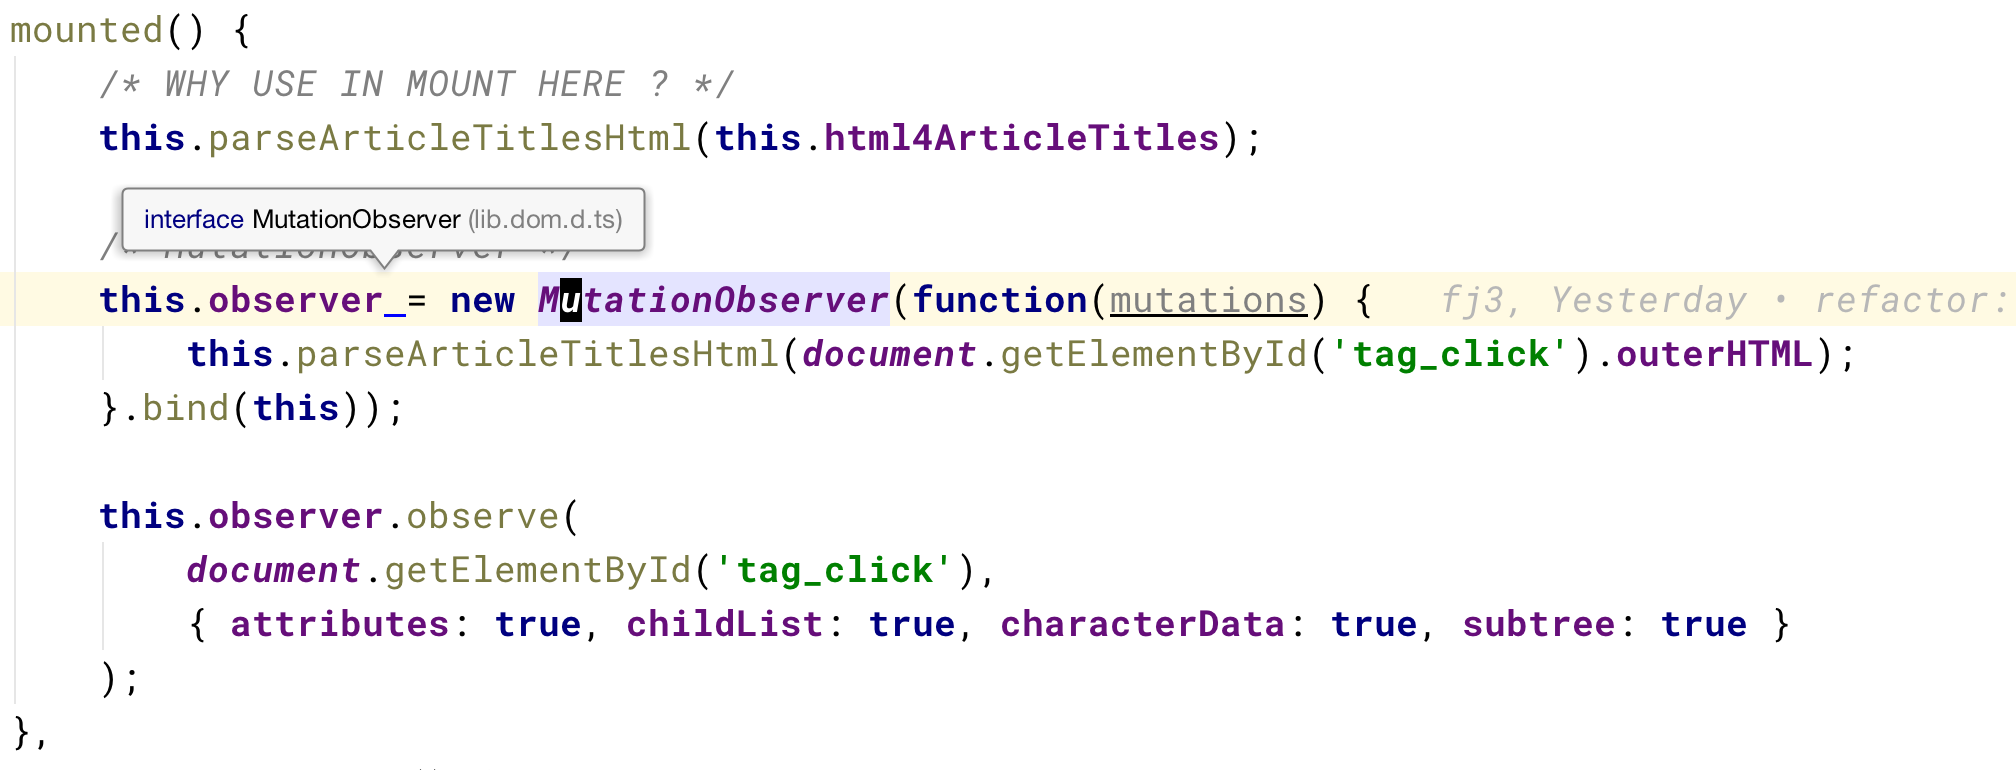 mounted() {
/* WHY USE IN MOUNT HERE ? */
this.parseArticleTitlesHtml(this.html4ArticleTitles);
interface MutationObserver (lib.dom.d.ts)
this.observer = new MutationObserver(function(mutations) { fj3, Yesterday • refactor:
this.parseArticleTitlesHtml(document.getElementById('tag_click').outerHTML);
}.bind(this));
this.observer.observe(
document.getElementById('tag_click'),
{ attributes: true, childList: true, characterData: true, subtree: true }
);
},